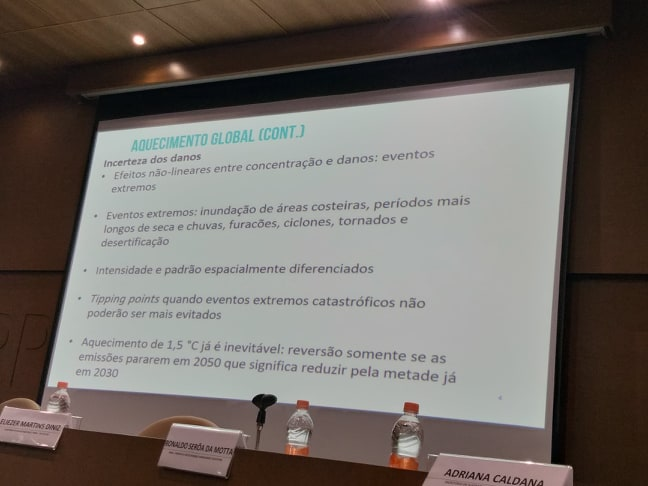 AQUECIMENTO GLOBAL (CONT.)
Incerteza dos danos
• Efeitos não-lineares entre concentração e danos: eventos
extremos
• Eventos extremos: inundação de áreas costeiras, períodos mais
longos de seca e chuvas, furacões, ciclones, tornados e
desertificação
• Intensidade e padrão espacialmente diferenciados
• Tipping points quando eventos extremos catastróficos não
poderão ser mais evitados
• Aquecimento de 1,5 °C já é inevitável: reversão somente se as
emissões pararem em 2050 que significa reduzir pela metade já
em 2030
ELIEZER MARTINS DINIZ
RONALDO SERÔA DA MOTTA
ADRIANA CALDANA